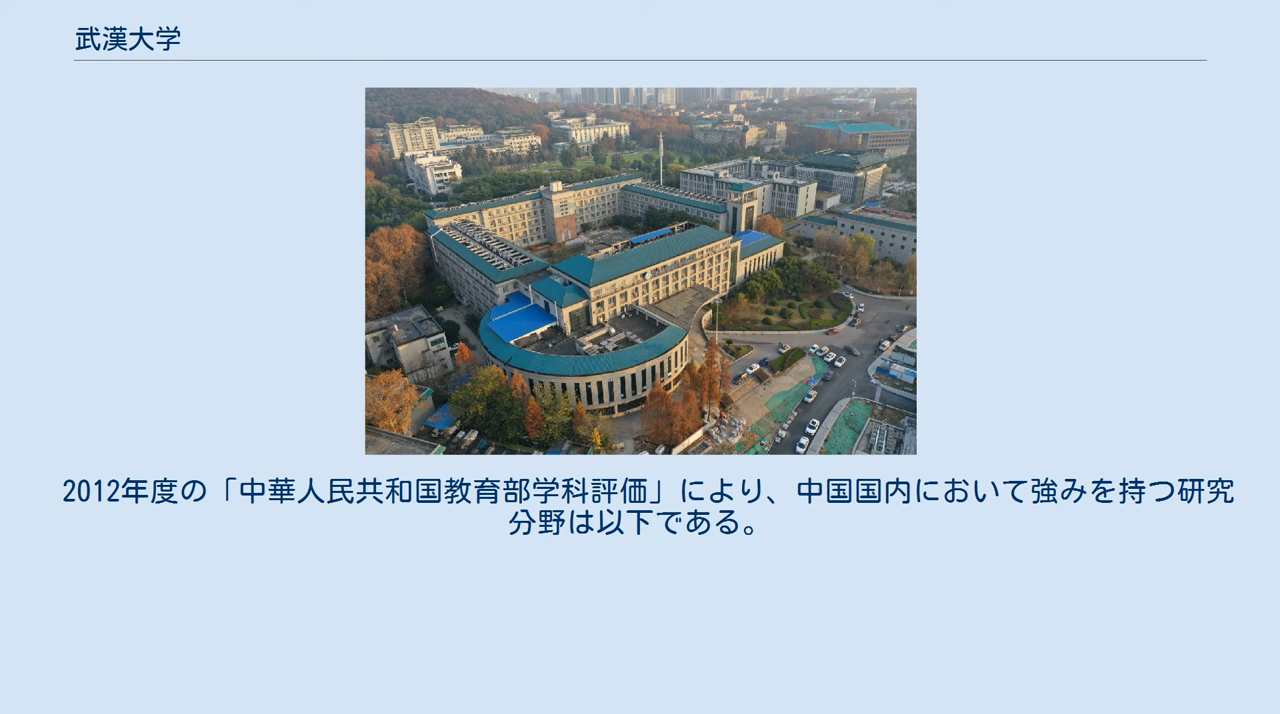 武漢大学
2012年度の「中華人民共和国教育部学科評価」により、中国国内において強みを持つ研究
分野は以下である。